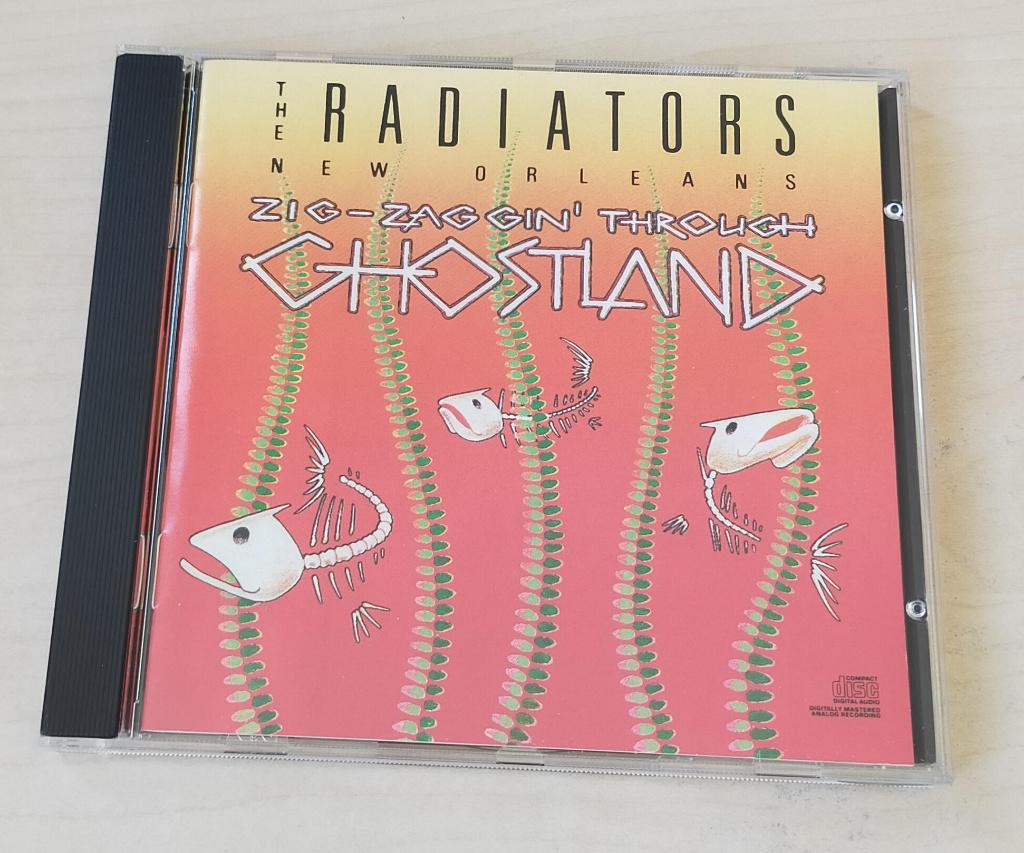 THE RADIATORS
NEW ORLEANS
ZIG-ZAGGIN' THROUGH
GHOSTLAND
COMPACT
disc
DIGITAL AUDIO
DIGITALLY MASTERED
ANALOG RECORDING